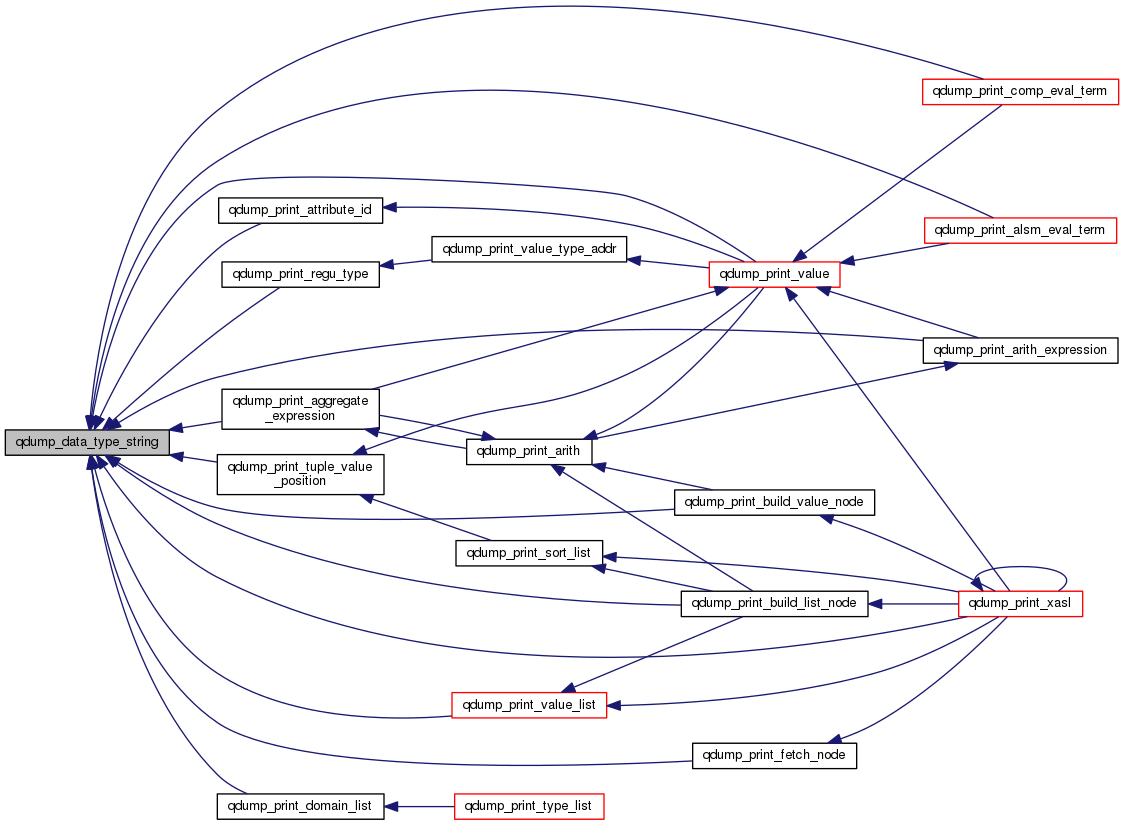 qdump_print_comp_eval_term
qdump_print_attribute_id
qdump_print_alsm_eval_term
qdump_print_value_type_addr
qdump_print_regu_type
qdump_print_value
qdump_print_arith_expression
qdump_print_aggregate
_expression
qdump_data_type_string
qdump_print_arith
qdump_print_tuple_value
_position
qdump_print_build_value_node
qdump_print_sort_list
qdump_print_build_list_node
qdump_print_xasl
qdump_print_value_list
qdump_print_fetch_node
qdump_print_domain_list
qdump_print_type_list